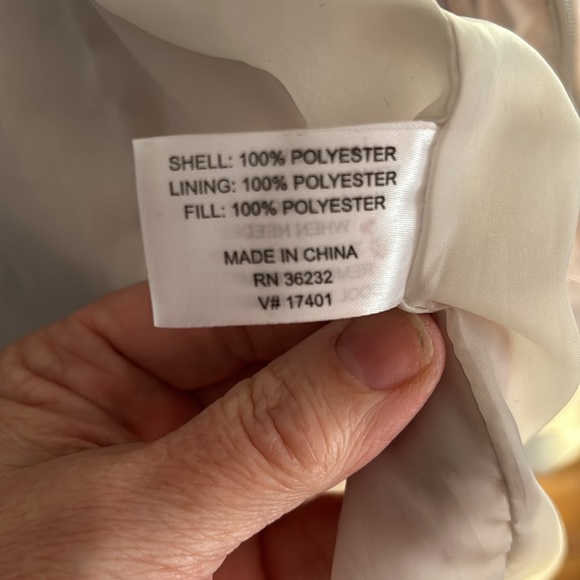 SHELL: 100% POLYESTER
LINING: 100% POLYESTER
FILL: 100% POLYESTER
MADE IN CHINA
RN 36232
V# 17401